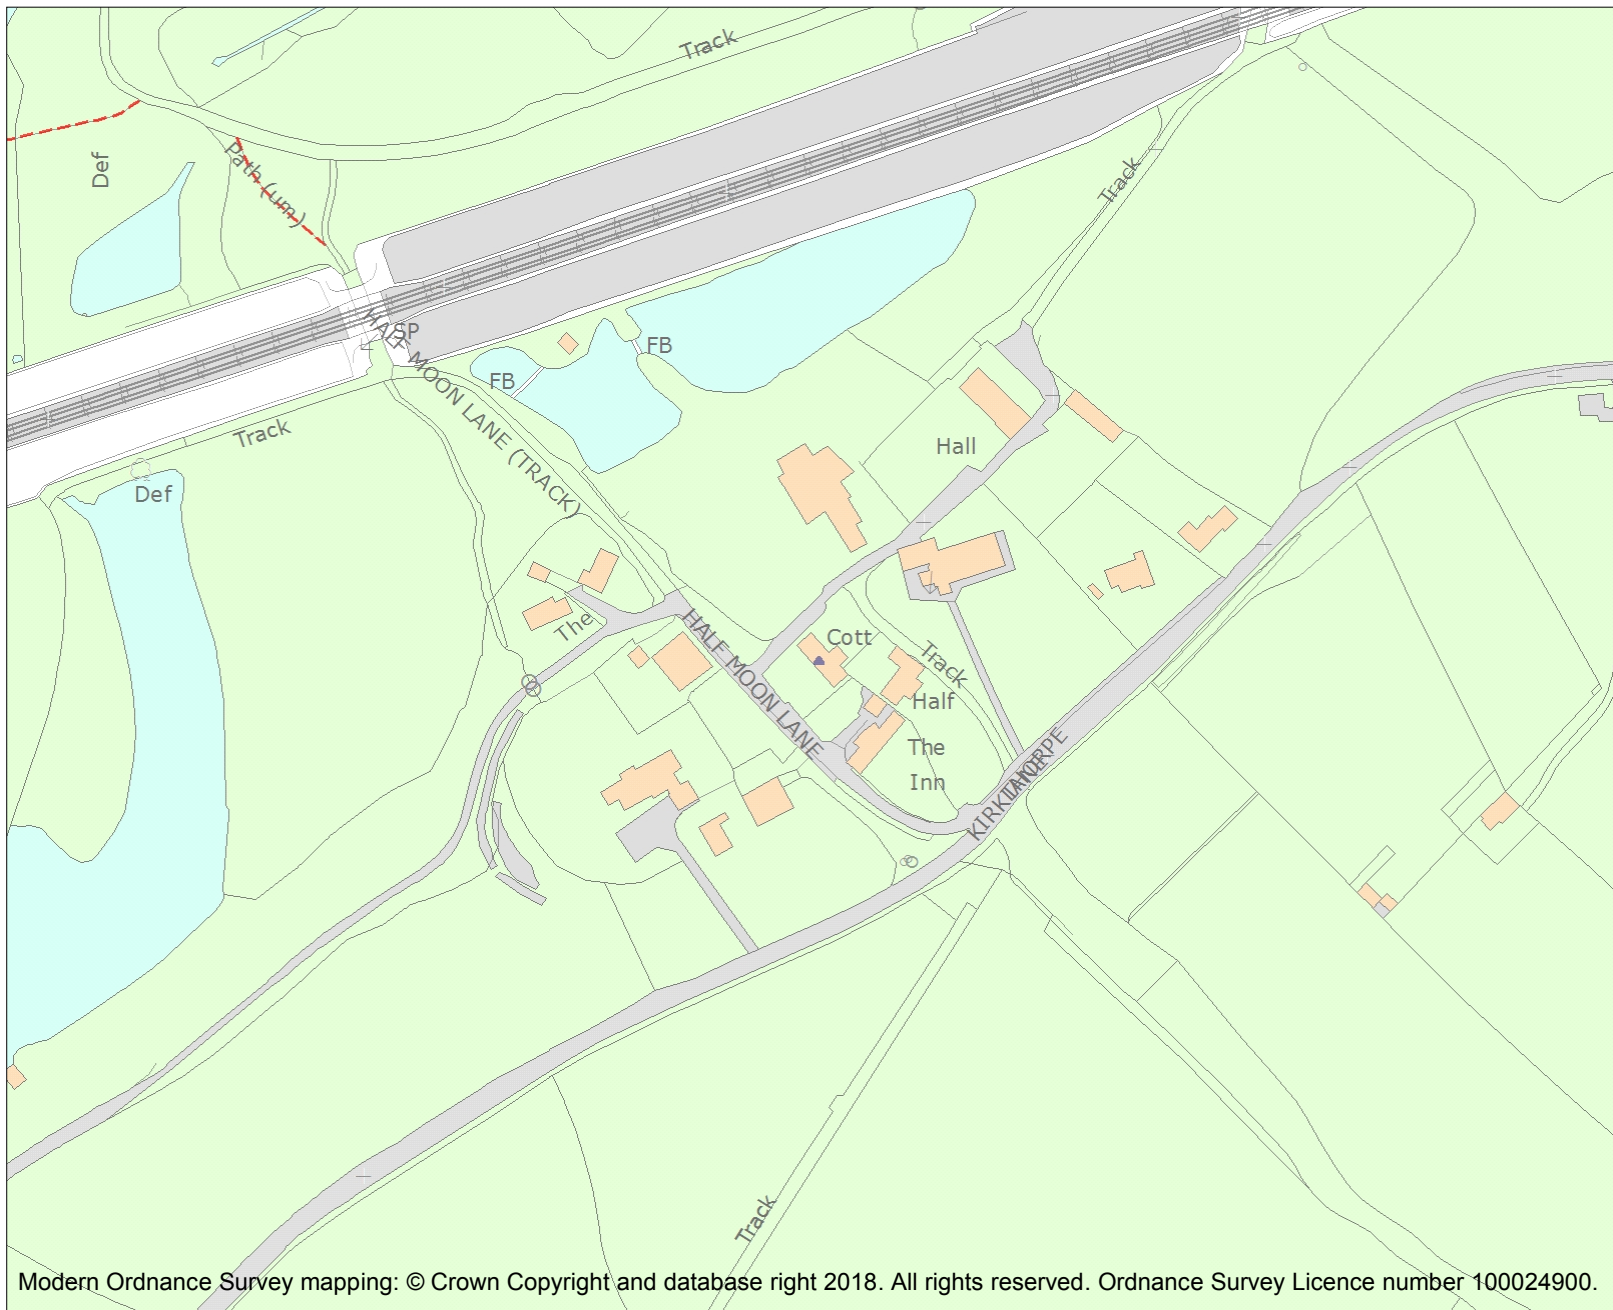 Track
Def
Path (um)
Track
SP
HALF MOON LANE (TRACK)
FB
FB
Track
Hall
Def
The
HALF MOON LANE
Cott
Track
Half
The
Inn
KIRKTHORPE
LANE
Track
Modern Ordnance Survey mapping: © Crown Copyright and database right 2018. All rights reserved. Ordnance Survey Licence number 100024900.